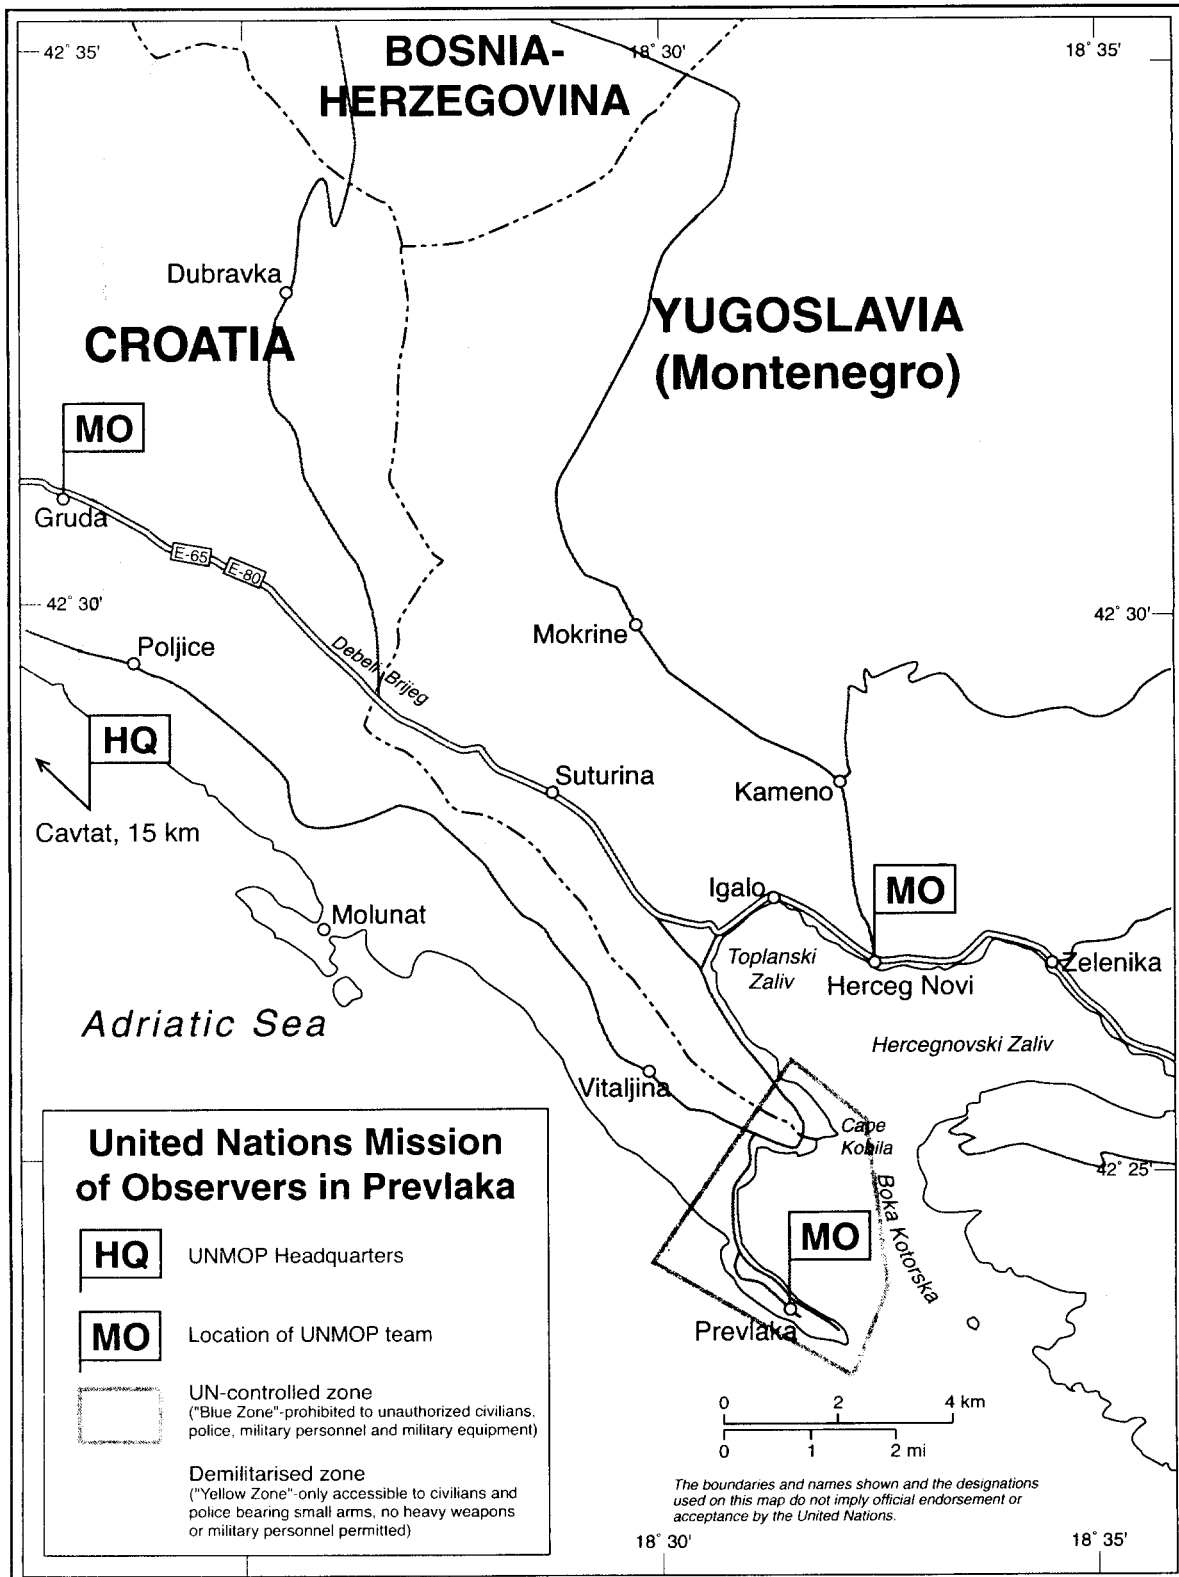 42° 35'
BOSNIA-
HERZEGOVINA
18° 30'
18° 35'
Dubravka
CROATIA
YUGOSLAVIA
(Montenegro)
MO
Gruda
E-65
E-80
42° 30'
42° 30'
Poljice
Debeli Brijeg
Mokrine
HQ
Cavtat, 15 km
Suturina
Kameno
Igalo
MO
Molunat
Toplanski
Zaliv
Herceg Novi
Zelenika
Adriatic Sea
Hercegnovski Zaliv
Vitaljina
Cape
Kobila
42° 25'
Boka Kotorska
MO
Prevlaka
United Nations Mission
of Observers in Prevlaka
HQ
UNMOP Headquarters
MO
Location of UNMOP team
UN-controlled zone
("Blue Zone"-prohibited to unauthorized civilians,
police, military personnel and military equipment)
Demilitarised zone
("Yellow Zone"-only accessible to civilians and
police bearing small arms, no heavy weapons
or military personnel permitted)
0 2 4 km
0 1 2 mi
The boundaries and names shown and the designations
used on this map do not imply official endorsement or
acceptance by the United Nations.
18° 30'
18° 35'